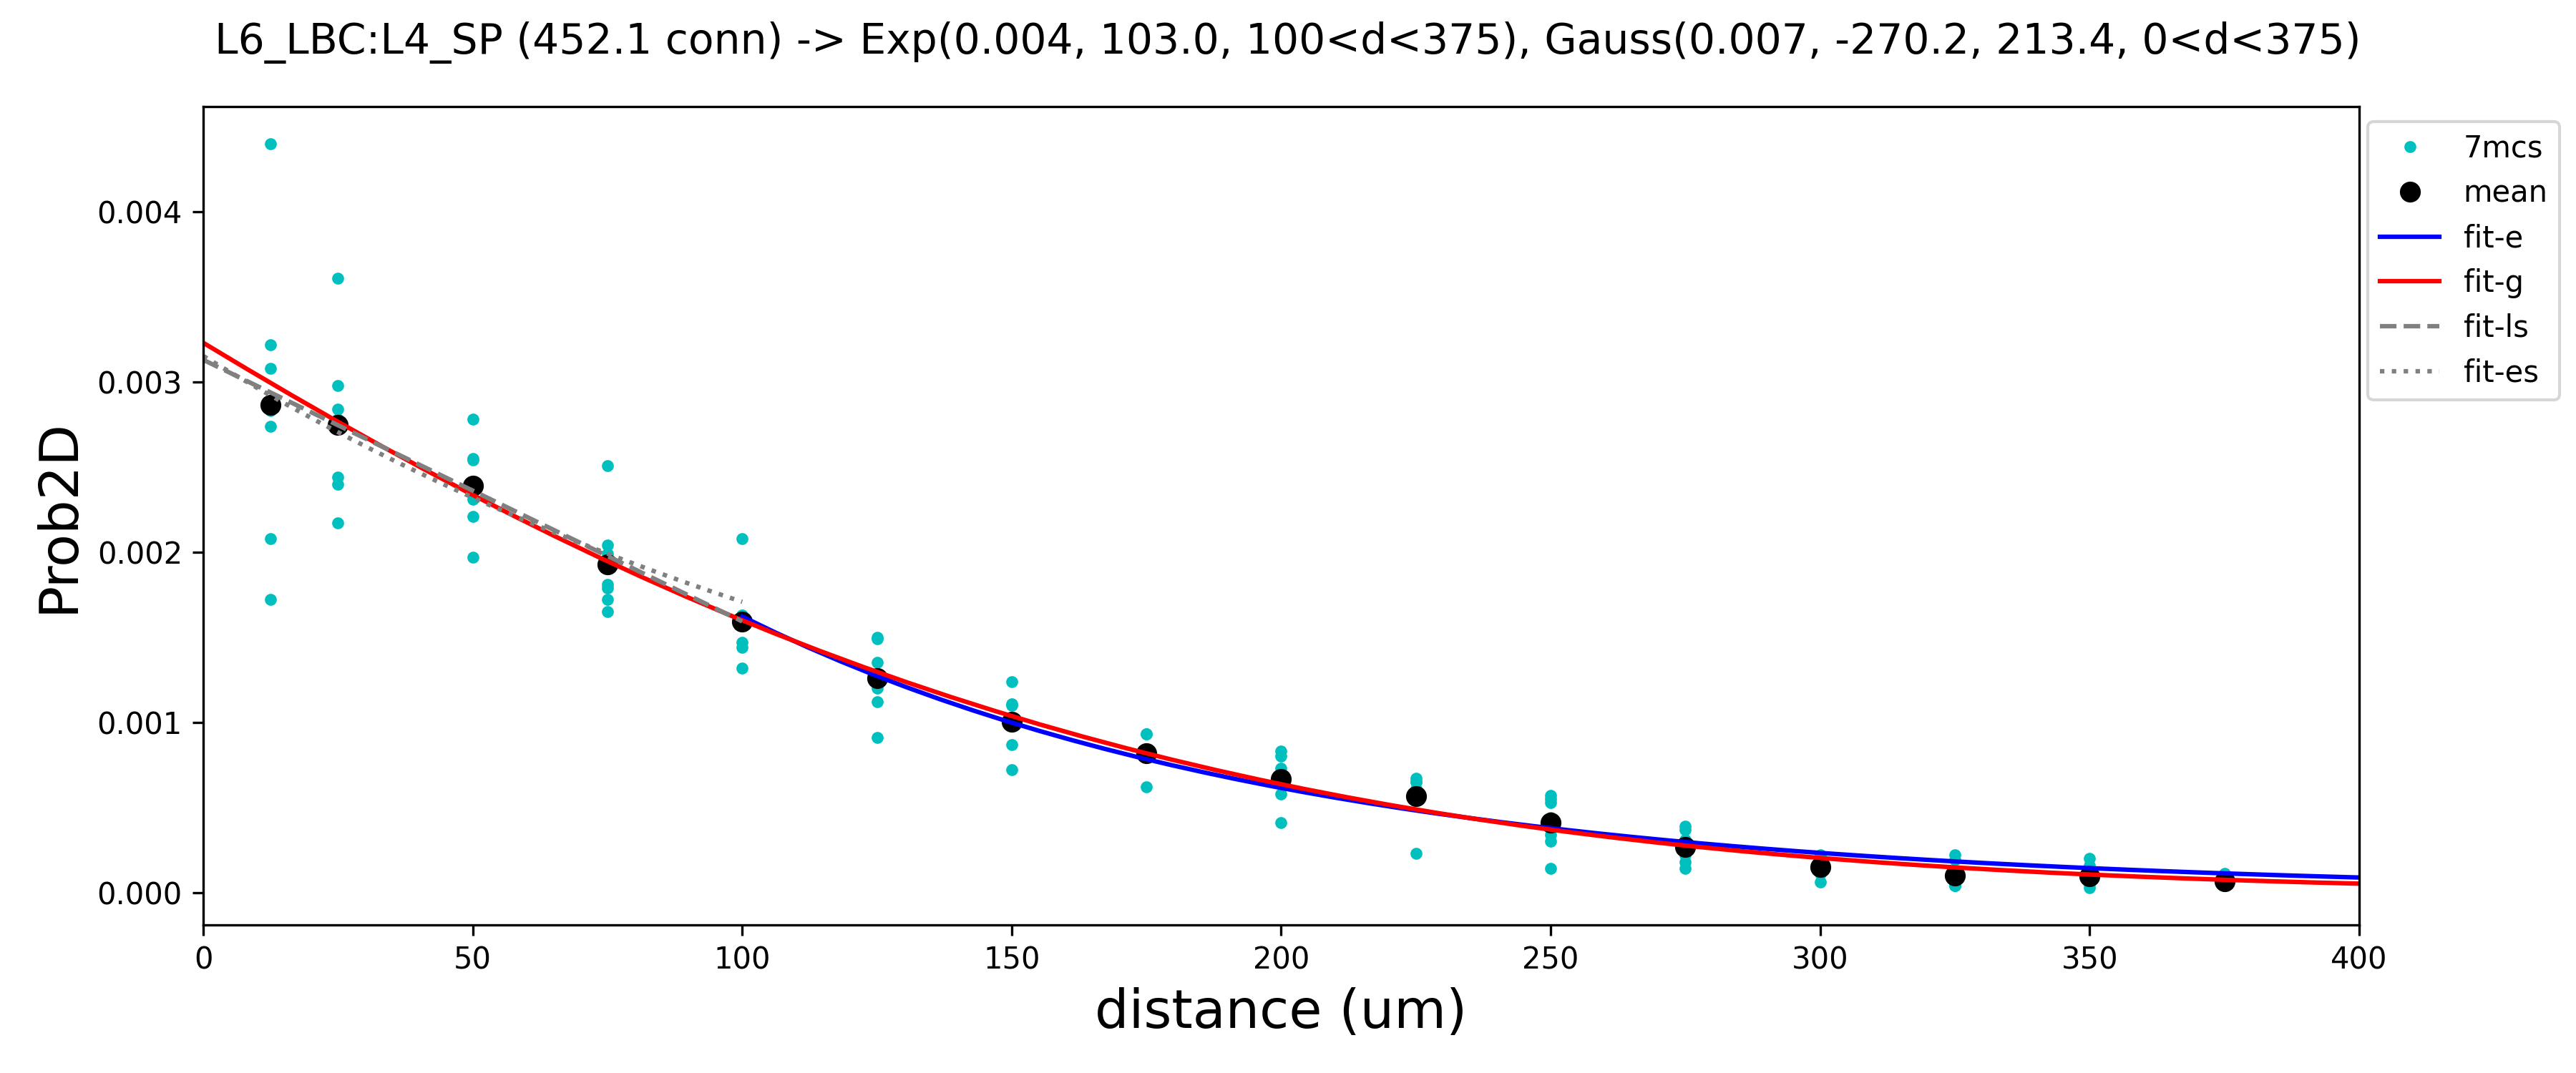 L6_LBC:L4_SP (452.1 conn) -> Exp(0.004, 103.0, 100<d<375), Gauss(0.007, -270.2, 213.4, 0<d<375)
7mcs
mean
fit-e
fit-g
fit-ls
fit-es
Prob2D
0.004
0.003
0.002
0.001
0.000
0 50 100 150 200 250 300 350 400
distance (um)